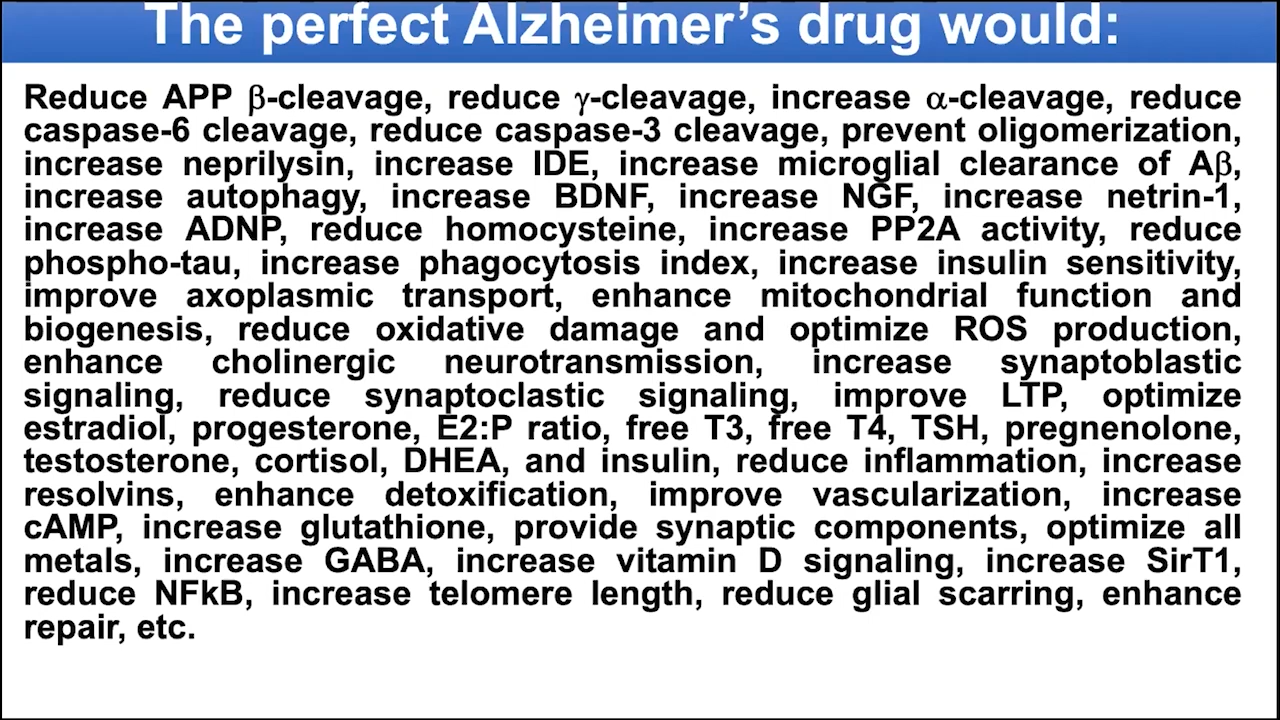 The perfect Alzheimer's drug would:
Reduce APP β-cleavage, reduce γ-cleavage, increase α-cleavage, reduce
caspase-6 cleavage, reduce caspase-3 cleavage, prevent oligomerization,
increase neprilysin, increase IDE, increase microglial clearance of Aβ,
increase autophagy, increase BDNF, increase NGF, increase netrin-1,
increase ADNP, reduce homocysteine, increase PP2A activity, reduce
phospho-tau, increase phagocytosis index, increase insulin sensitivity,
improve axoplasmic transport, enhance mitochondrial function and
biogenesis, reduce oxidative damage and optimize ROS production,
enhance cholinergic neurotransmission, increase synaptoblastic
signaling, reduce synaptoclastic signaling, improve LTP, optimize
estradiol, progesterone, E2:P ratio, free T3, free T4, TSH, pregnenolone,
testosterone, cortisol, DHEA, and insulin, reduce inflammation, increase
resolvins, enhance detoxification, improve vascularization, increase
cAMP, increase glutathione, provide synaptic components, optimize all
metals, increase GABA, increase vitamin D signaling, increase SirT1,
reduce NFkB, increase telomere length, reduce glial scarring, enhance
repair, etc.